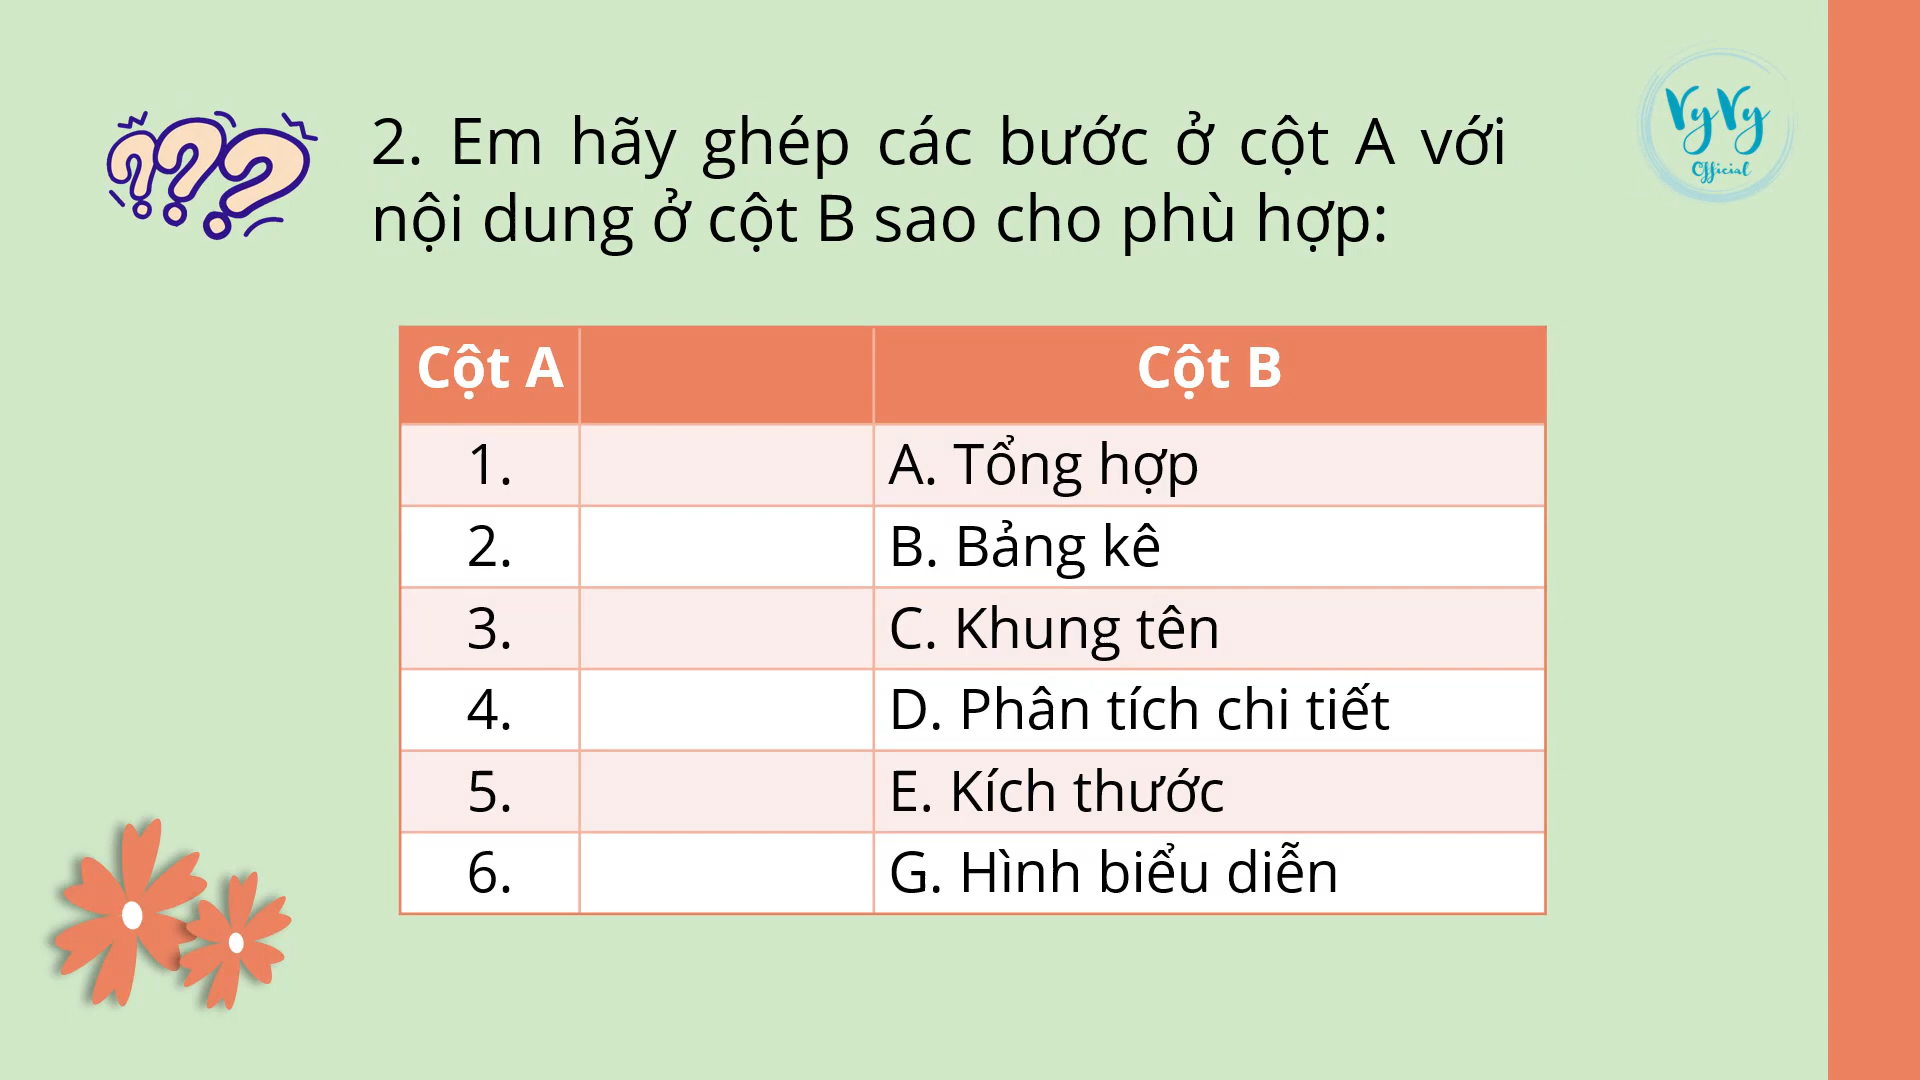 VyVy
Official
2. Em hãy ghép các bước ở cột A với
nội dung ở cột B sao cho phù hợp:
Cột A Cột B
1. A. Tổng hợp
2. B. Bảng kê
3. C. Khung tên
4. D. Phân tích chi tiết
5. E. Kích thước
6. G. Hình biểu diễn